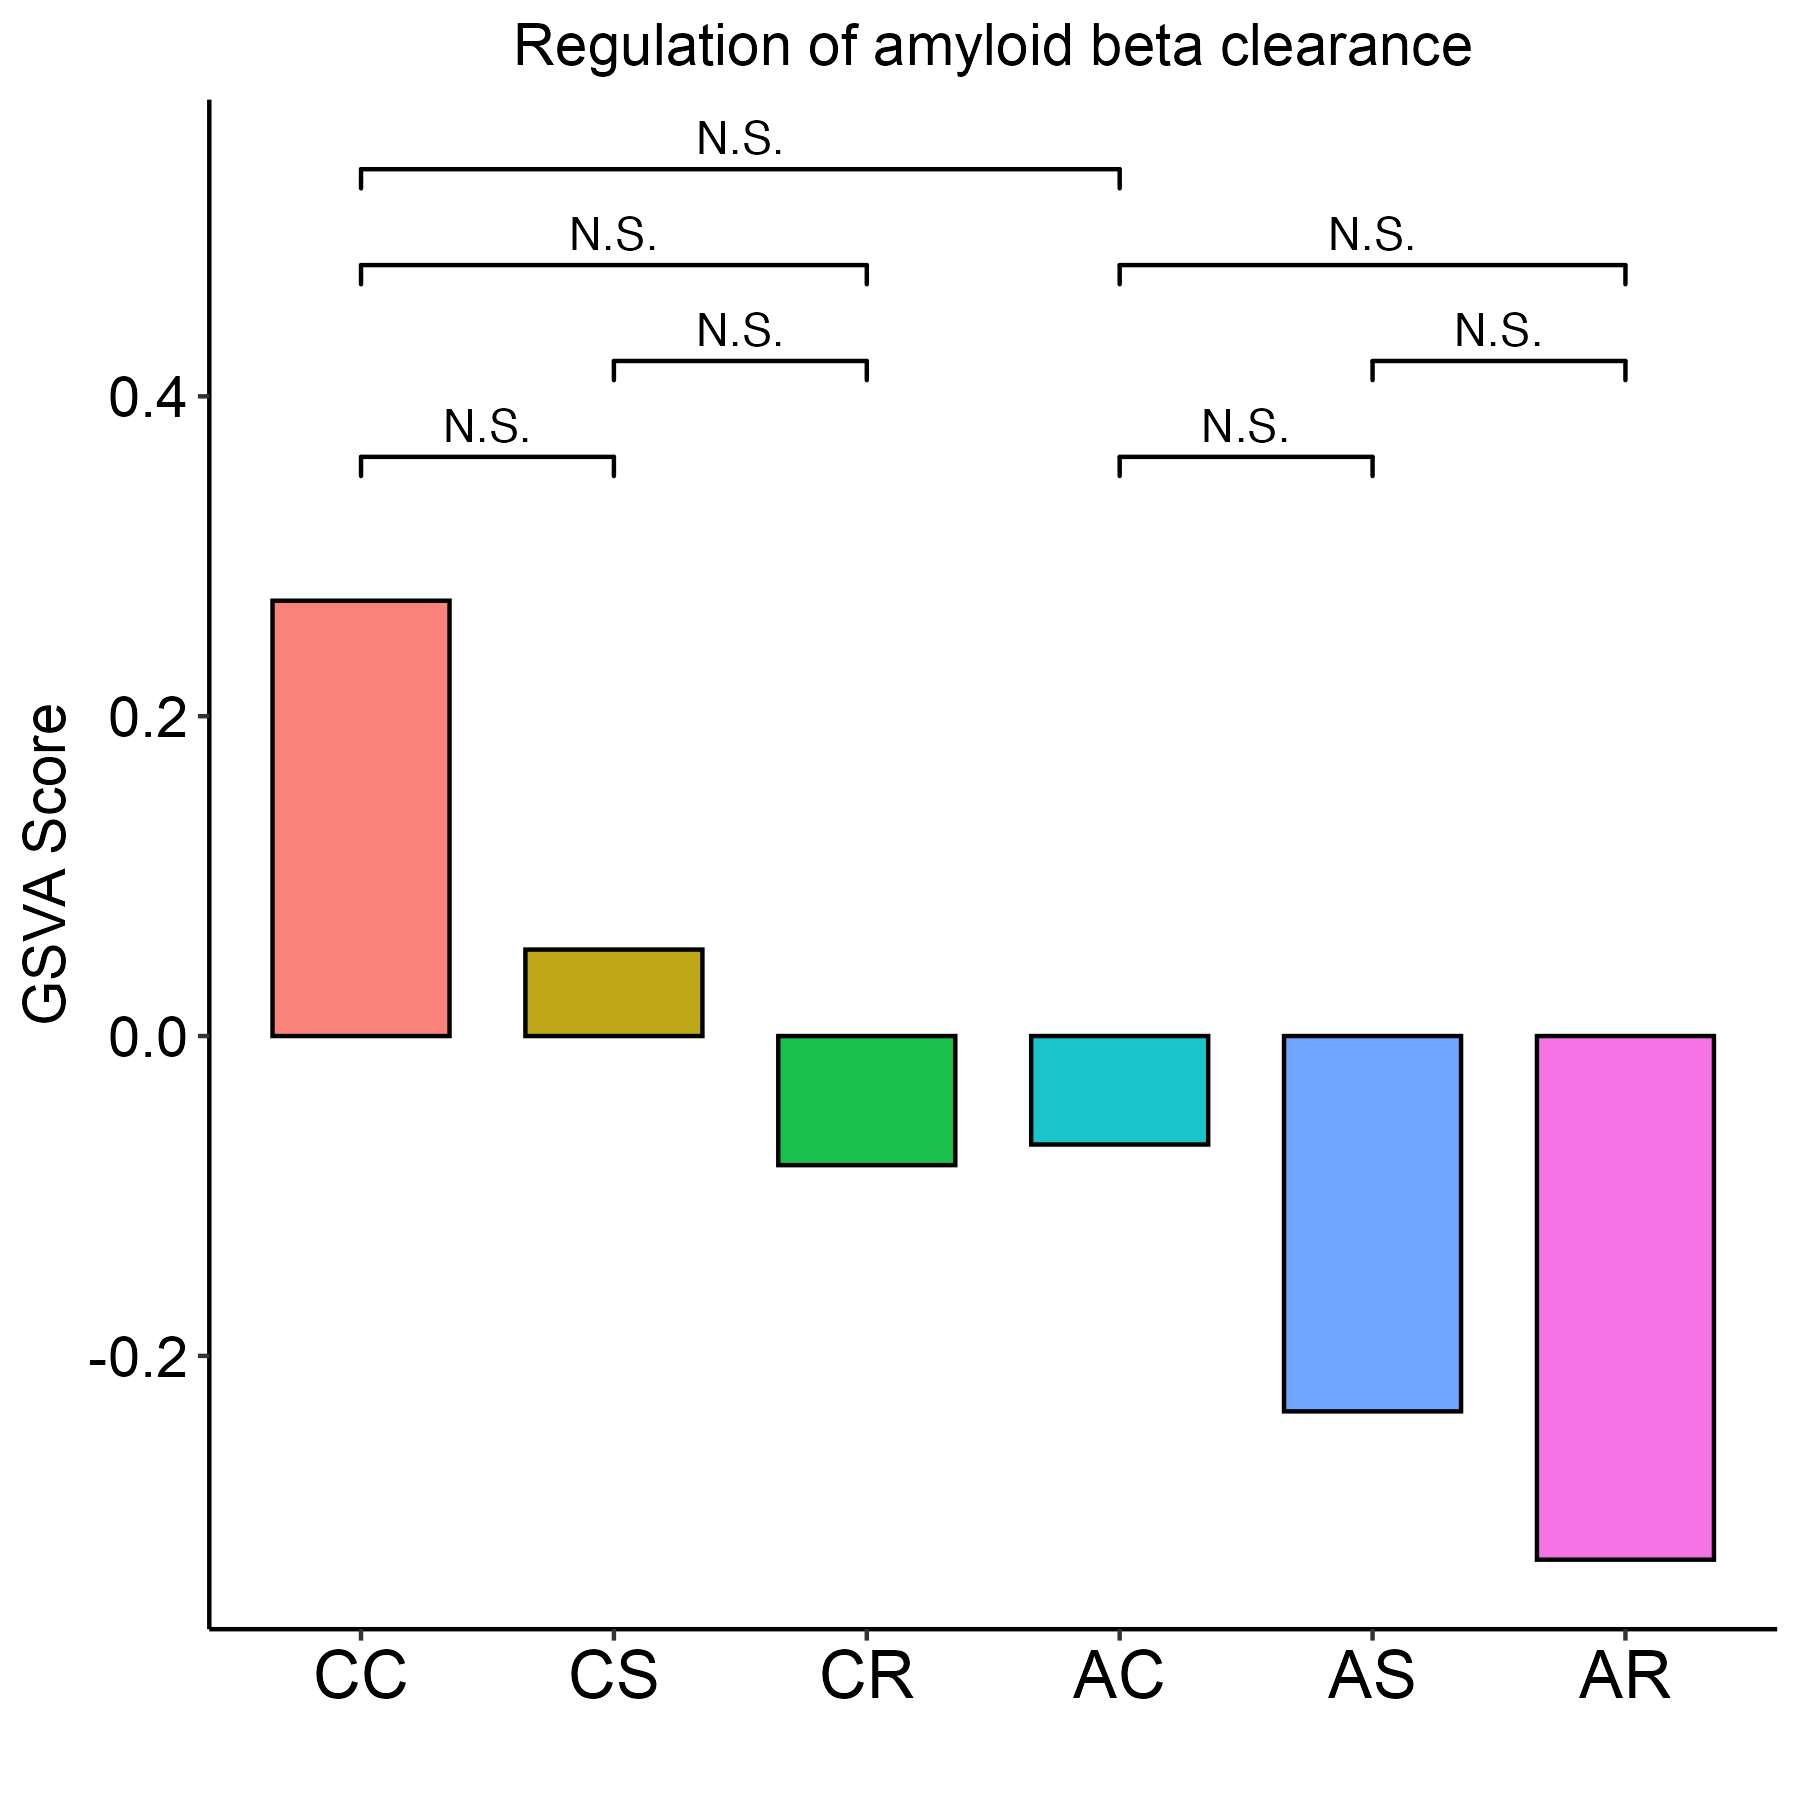 Regulation of amyloid beta clearance
N.S.
N.S.
N.S.
N.S.
N.S.
N.S.
N.S.
0.4
0.2
0.0
-0.2
GSVA Score
CC
CS
CR
AC
AS
AR